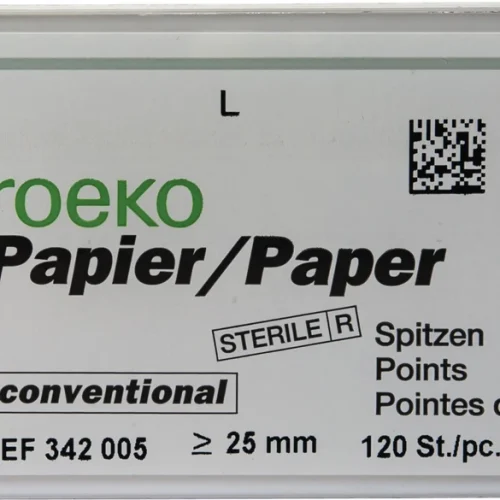 L
roeko
Papier/Paper
STERILE R
Spitzen
Points
Pointes d
conventional
EF 342 005 ≥ 25 mm 120 St./pc.